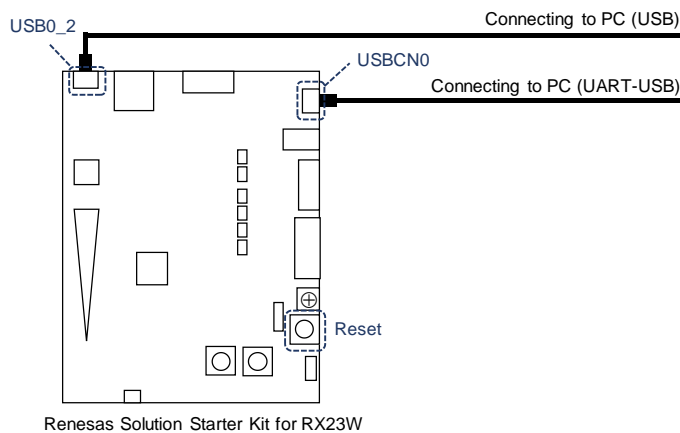 Connecting to PC (USB)
USB0_2
USBCN0
Connecting to PC (UART-USB)
Reset
Renesas Solution Starter Kit for RX23W